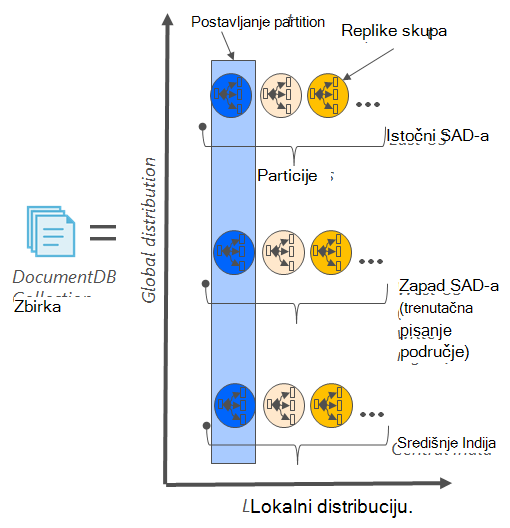 Postavljanje partition
Replike skupa
Istočni SAD-a
Particije
Global distribution
DocumentDB
Zbirka
Zapad SAD-a
(trenutačna
pisanje
područje)
Središnje Indija
Lokalni distribuciju.